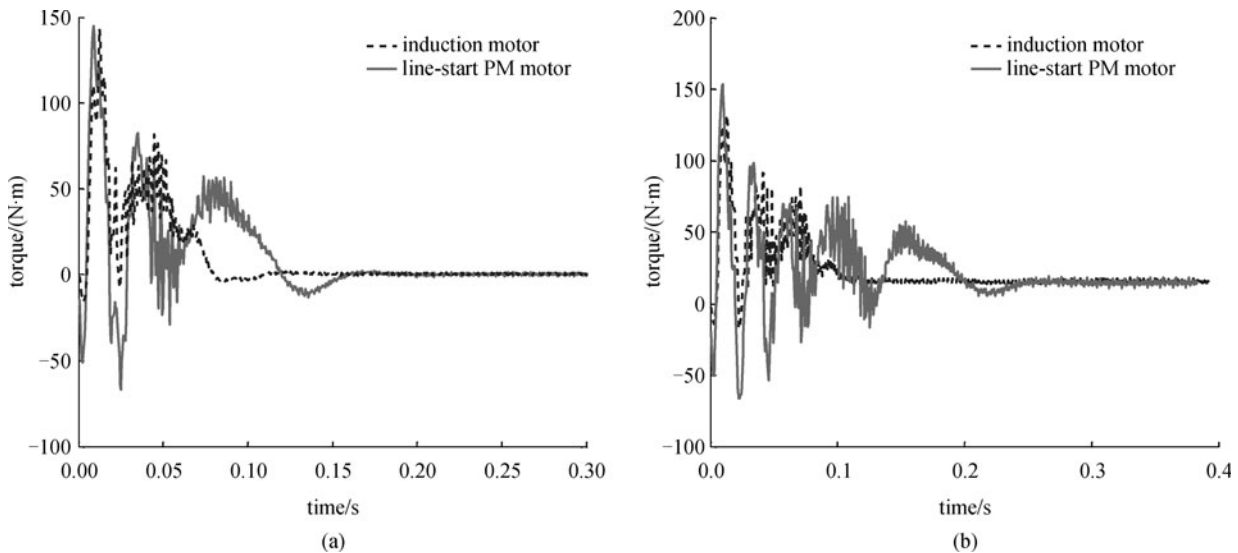 150
100
50
0
−50
−100
torque/(N·m)
induction motor
line-start PM motor
0.00
0.05
0.10
0.15
0.20
0.25
0.30
time/s
(a)
200
150
100
50
0
−50
−100
torque/(N·m)
induction motor
line-start PM motor
0.0
0.1
0.2
0.3
0.4
time/s
(b)